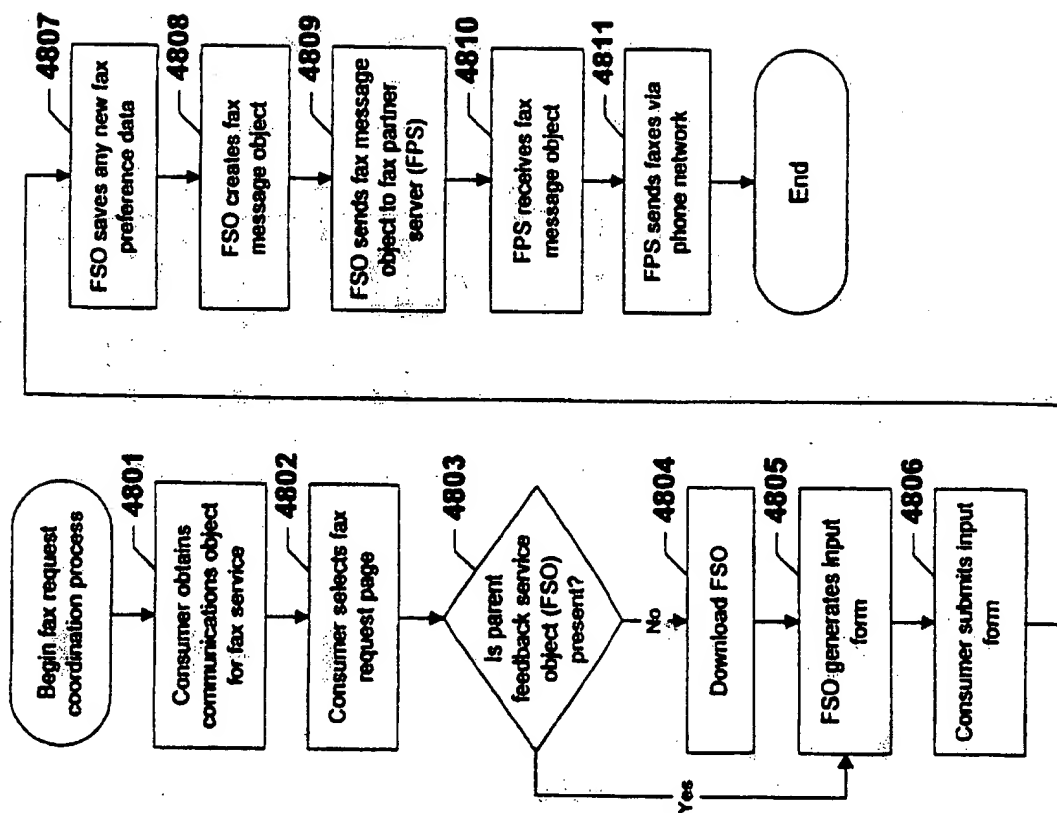 Begin fax request
coordination process
4801
Consumer obtains
communications object
for fax service
4802
Consumer selects fax
request page
4803
Is parent
feedback service
object (FSO)
present?
No
Yes
4804
Download FSO
4805
FSO generates input
form
4806
Consumer submits input
form
4807
FSO saves any new fax
preference data
4808
FSO creates fax
message object
4809
FSO sends fax message
object to fax partner
server (FPS)
4810
FPS receives fax
message object
4811
FPS sends faxes via
phone network
End